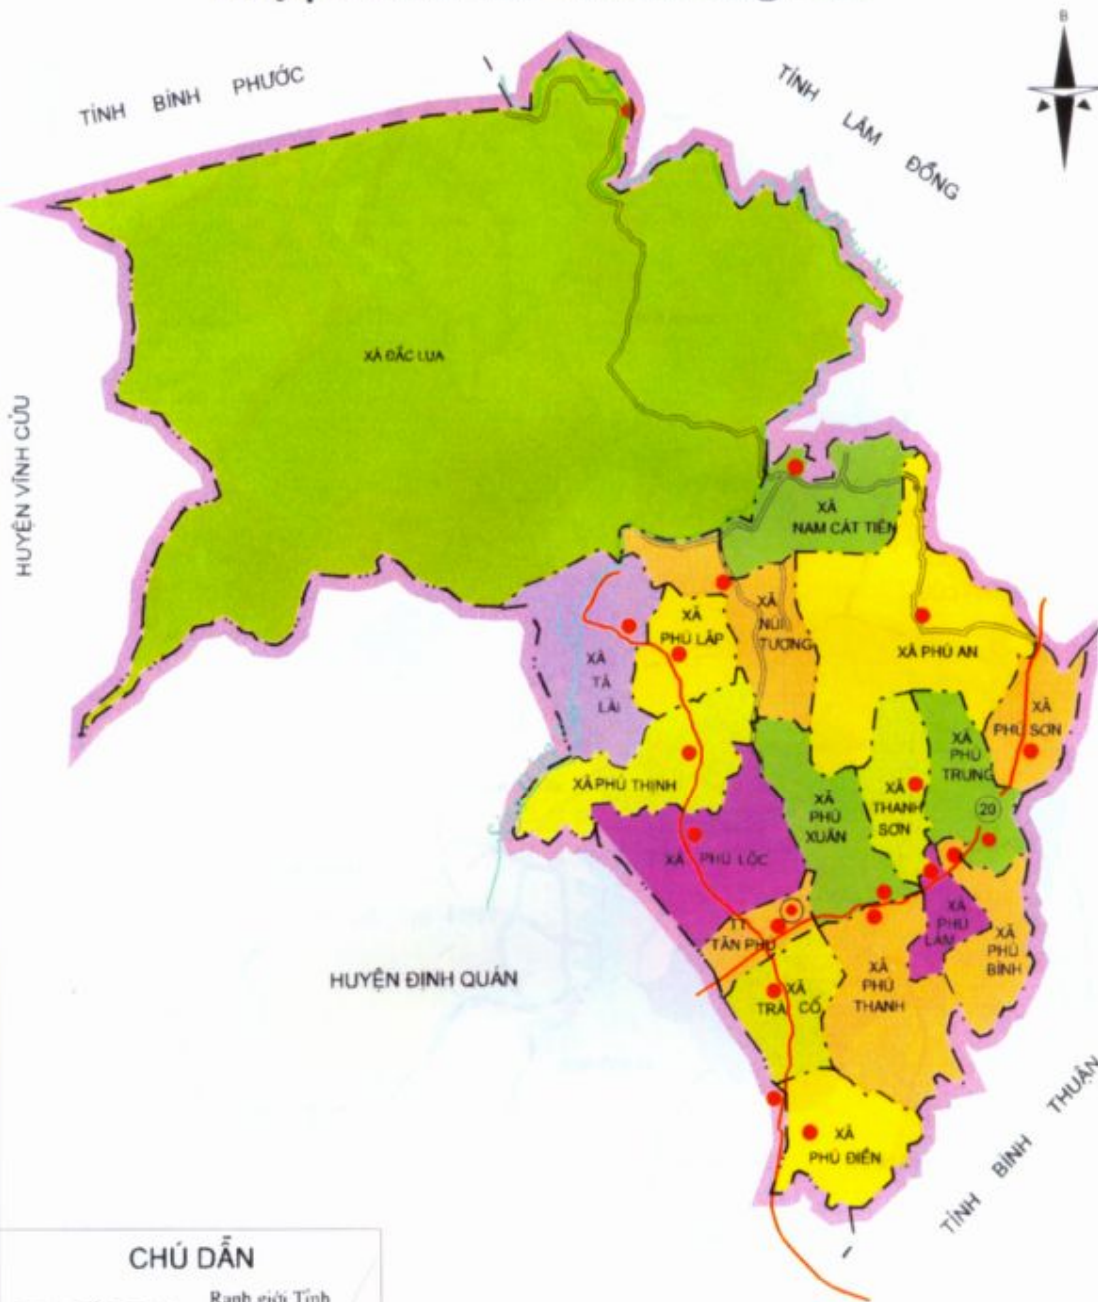 B
TỈNH BÌNH PHƯỚC
TỈNH LÂM ĐỒNG
HUYỆN VĨNH CỬU
XÃ ĐẮC LUA
XÃ
NAM CÁT TIÊN
XÃ
NÚI
TƯỢNG
XÃ
PHÚ LẬP
XÃ PHÚ AN
XÃ
TÀ
LÀI
XÃ
PHÚ SƠN
XÃ
PHÚ
TRUNG
XÃ PHÚ THỊNH
XÃ
THANH
SƠN
XÃ
PHÚ
XUÂN
20
XÃ PHÚ LỘC
XÃ
PHÚ
LÂM
TT
TÂN PHÚ
XÃ
PHÚ
BÌNH
HUYỆN ĐỊNH QUÁN
XÃ
PHÚ
THANH
XÃ
TRÀ CỔ
XÃ
PHÚ ĐIỀN
TỈNH BÌNH THUẬN
CHÚ DẪN
Ranh giới Tỉnh